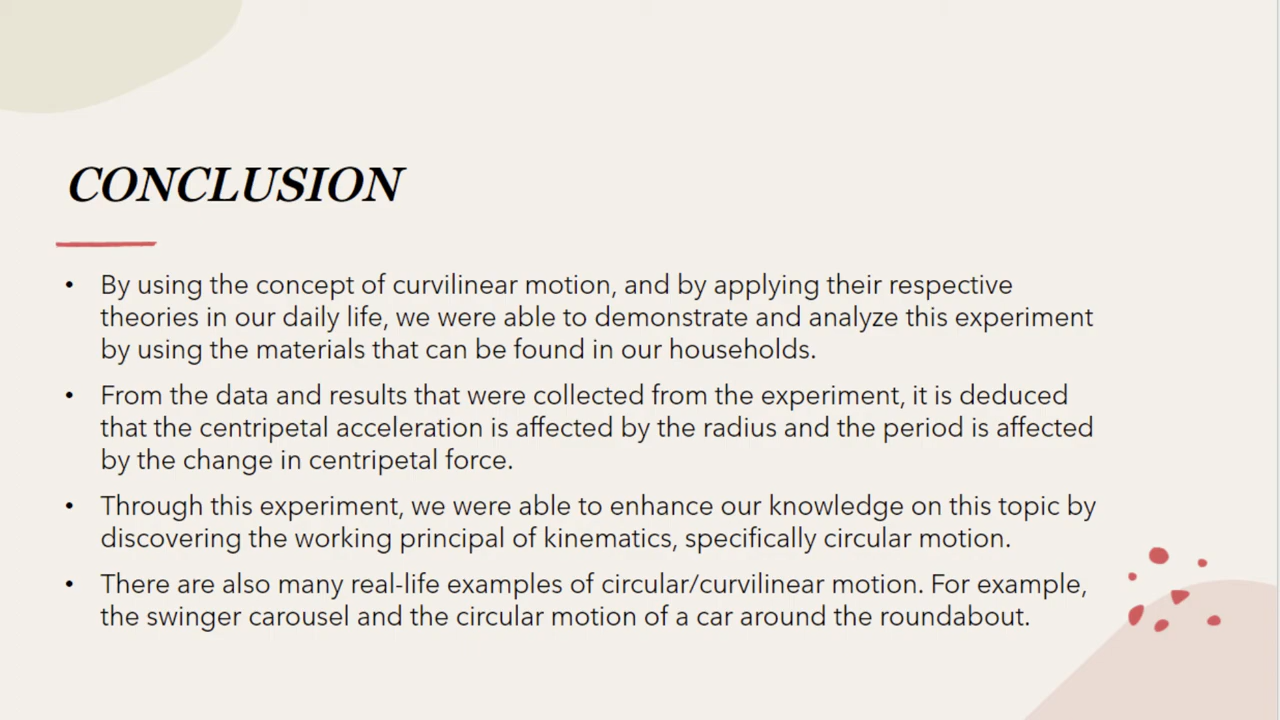 CONCLUSION
• By using the concept of curvilinear motion, and by applying their respective
theories in our daily life, we were able to demonstrate and analyze this experiment
by using the materials that can be found in our households.
• From the data and results that were collected from the experiment, it is deduced
that the centripetal acceleration is affected by the radius and the period is affected
by the change in centripetal force.
• Through this experiment, we were able to enhance our knowledge on this topic by
discovering the working principal of kinematics, specifically circular motion.
• There are also many real-life examples of circular/curvilinear motion. For example,
the swinger carousel and the circular motion of a car around the roundabout.